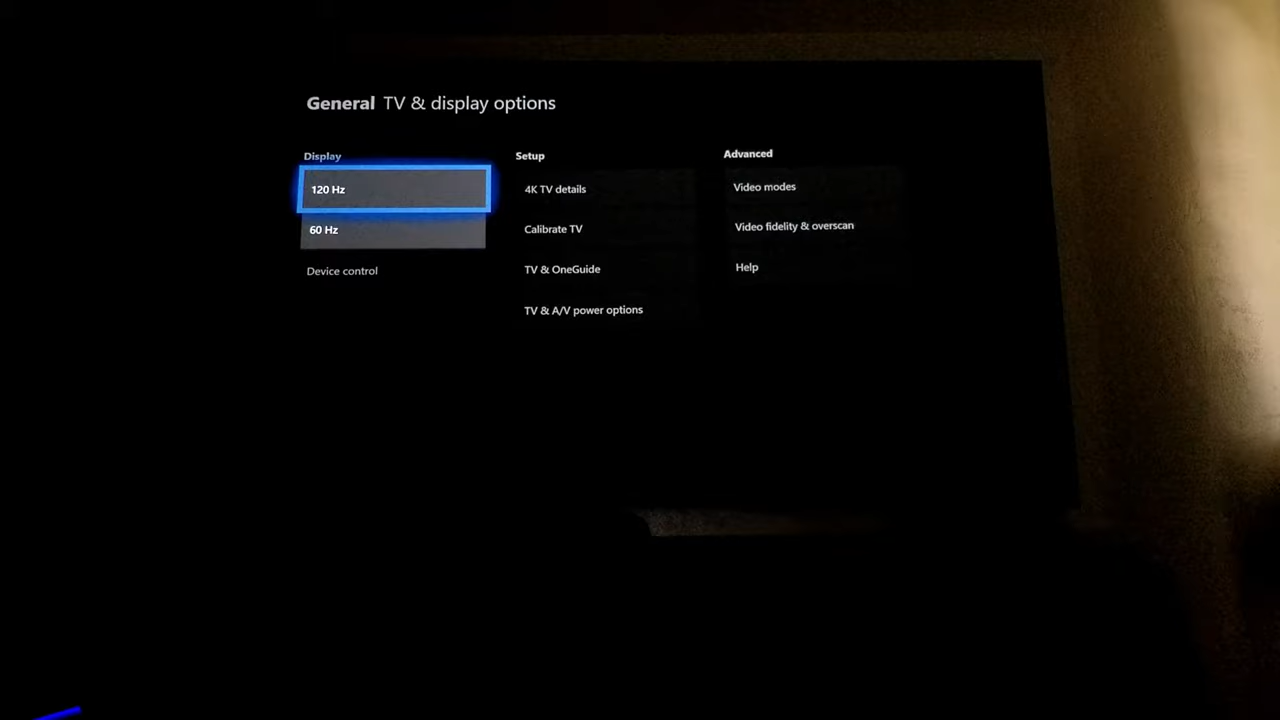 General TV & display options
Display
120 Hz
60 Hz
Device control
Setup
4K TV details
Calibrate TV
TV & OneGuide
TV & A/V power options
Advanced
Video modes
Video fidelity & overscan
Help